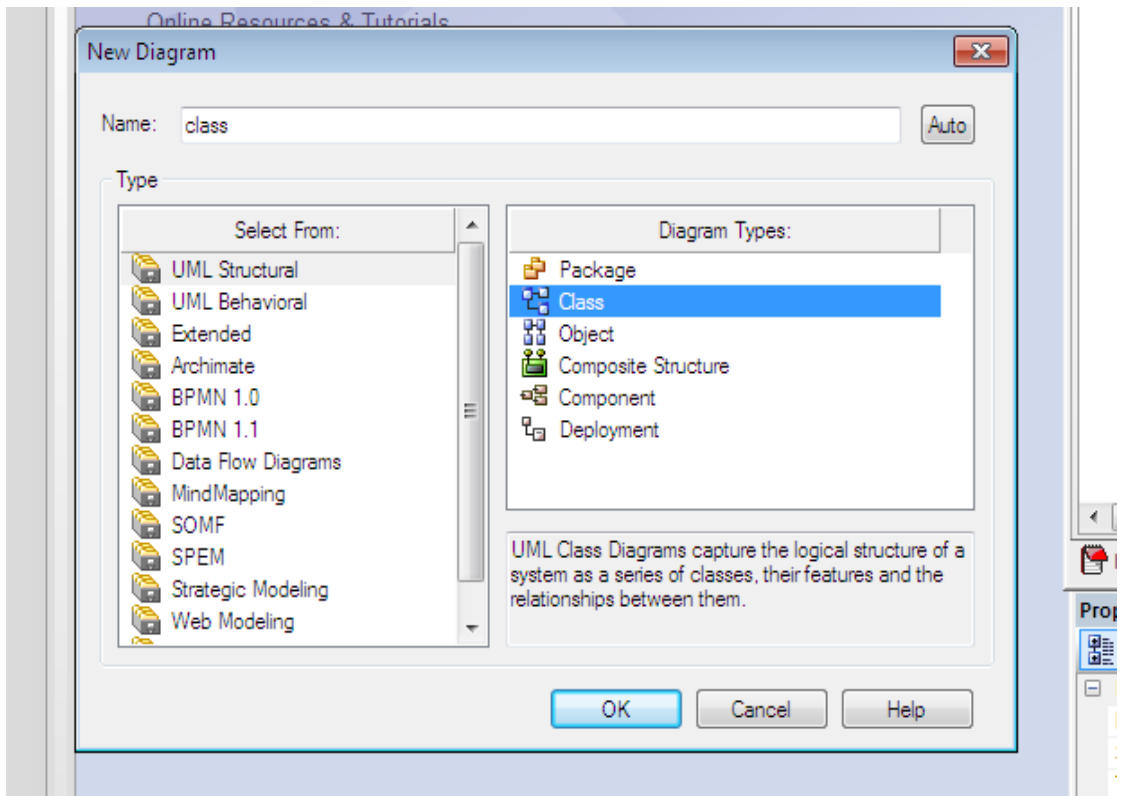 Online Resources & Tutorials
New Diagram
Name: class Auto
Type
Select From:
UML Structural
UML Behavioral
Extended
Archimate
BPMN 1.0
BPMN 1.1
Data Flow Diagrams
MindMapping
SOMF
SPEM
Strategic Modeling
Web Modeling
Diagram Types:
Package
Class
Object
Composite Structure
Component
Deployment
UML Class Diagrams capture the logical structure of a
system as a series of classes, their features and the
relationships between them.
OK Cancel Help